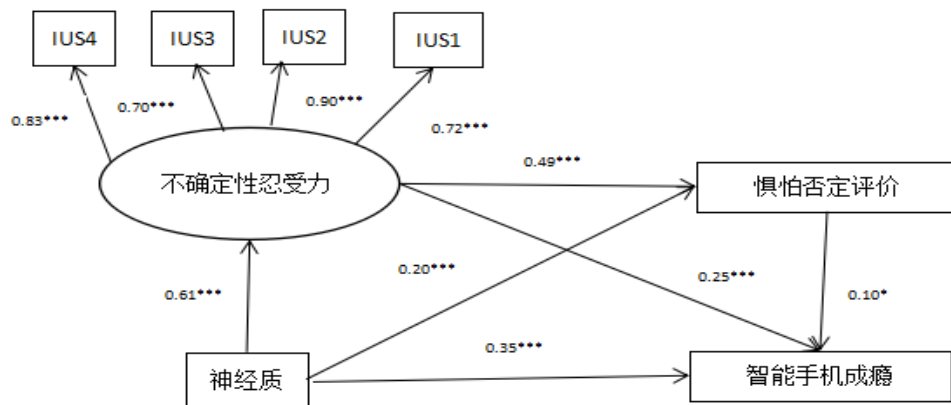 IUS4
IUS3
IUS2
IUS1
0.83***
0.70***
0.90***
0.72***
不确定性忍受力
0.49***
惧怕否定评价
0.61***
0.20***
0.25***
0.10*
0.35***
神经质
智能手机成瘾